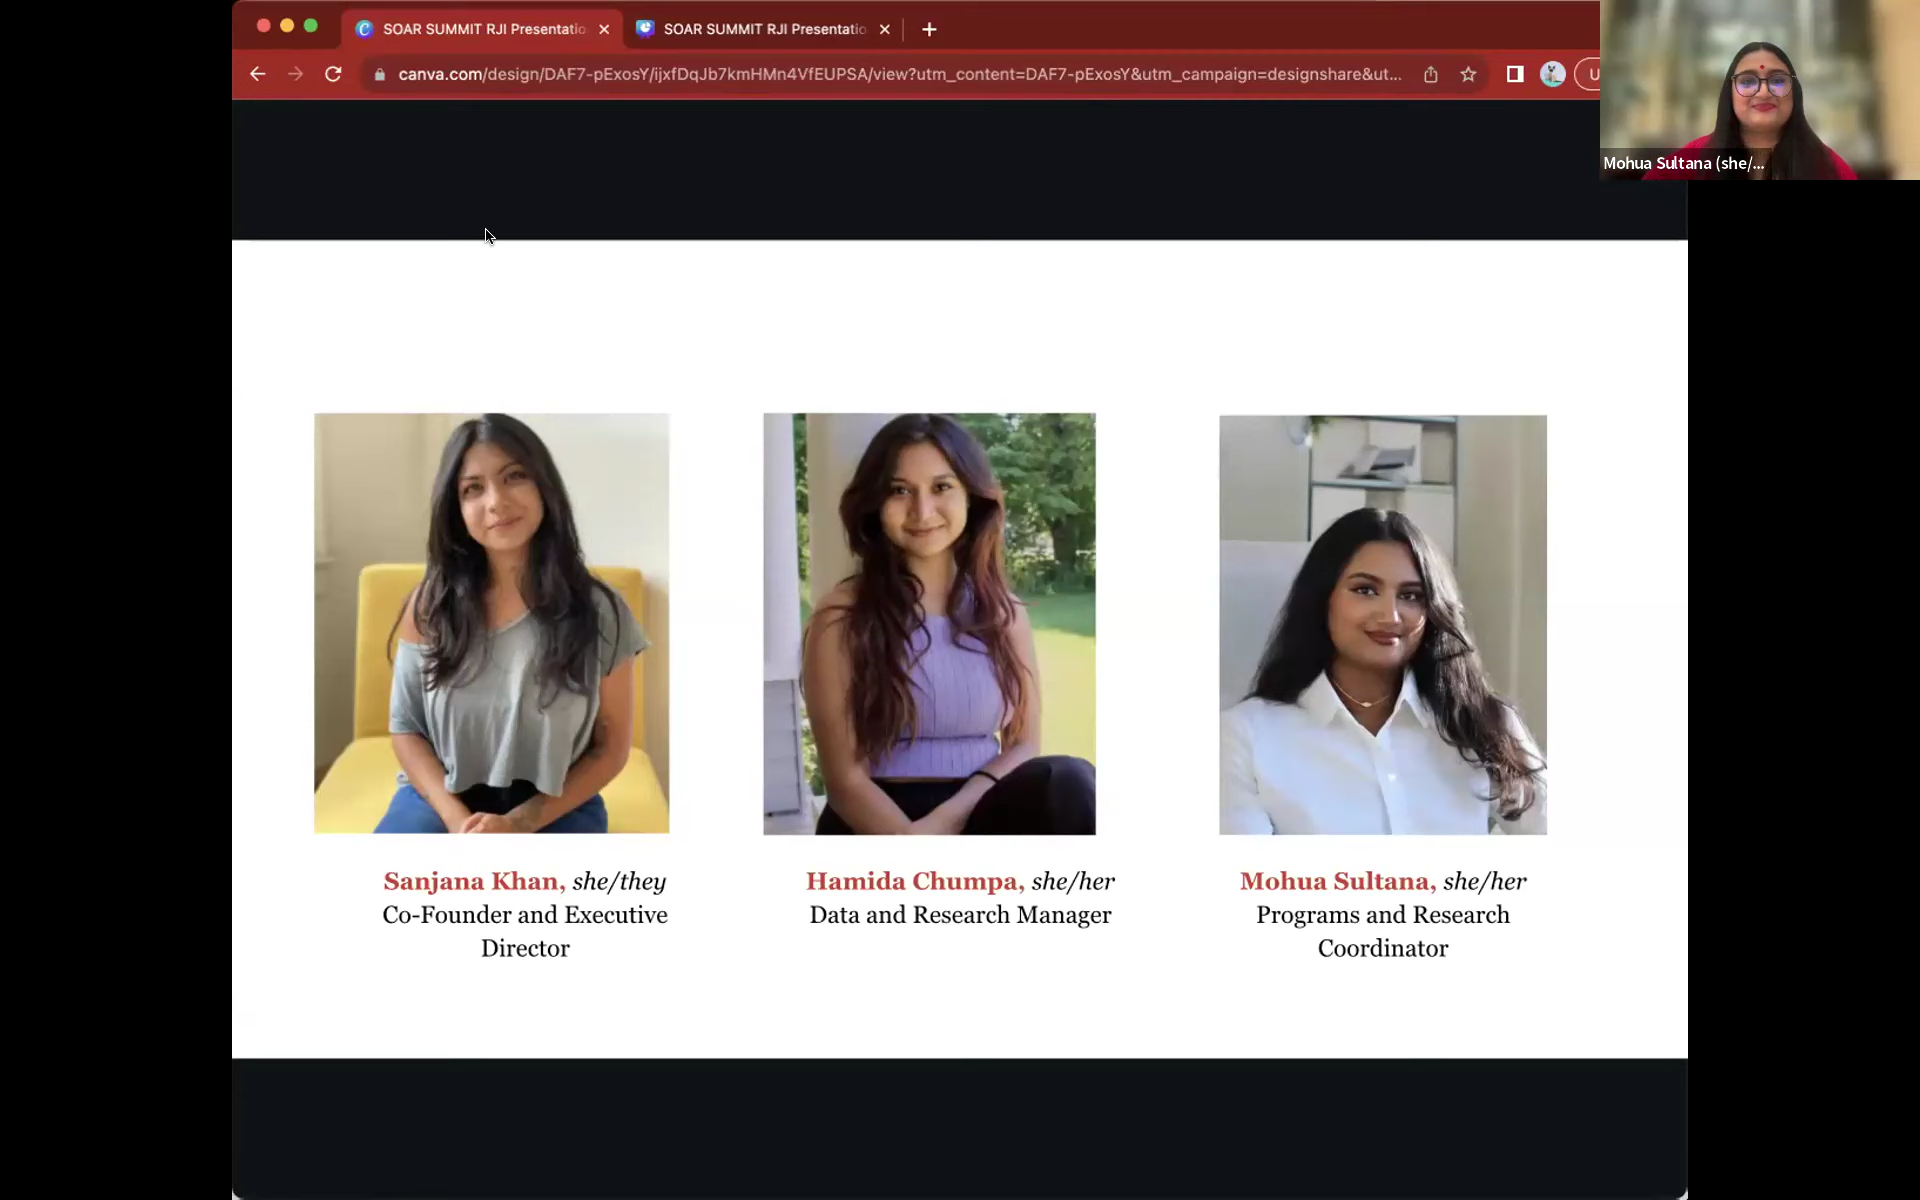 SOAR SUMMIT RJI Presentatio
SOAR SUMMIT RJI Presentatio
canva.com/design/DAF7-pExosY/ijxfDqJb7kmHMn4VfEUPSA/view?utm_content=DAF7-pExosY&utm_campaign=designshare&ut...
U
Mohua Sultana (she/...
Sanjana Khan, she/they
Co-Founder and Executive
Director
Hamida Chumpa, she/her
Data and Research Manager
Mohua Sultana, she/her
Programs and Research
Coordinator